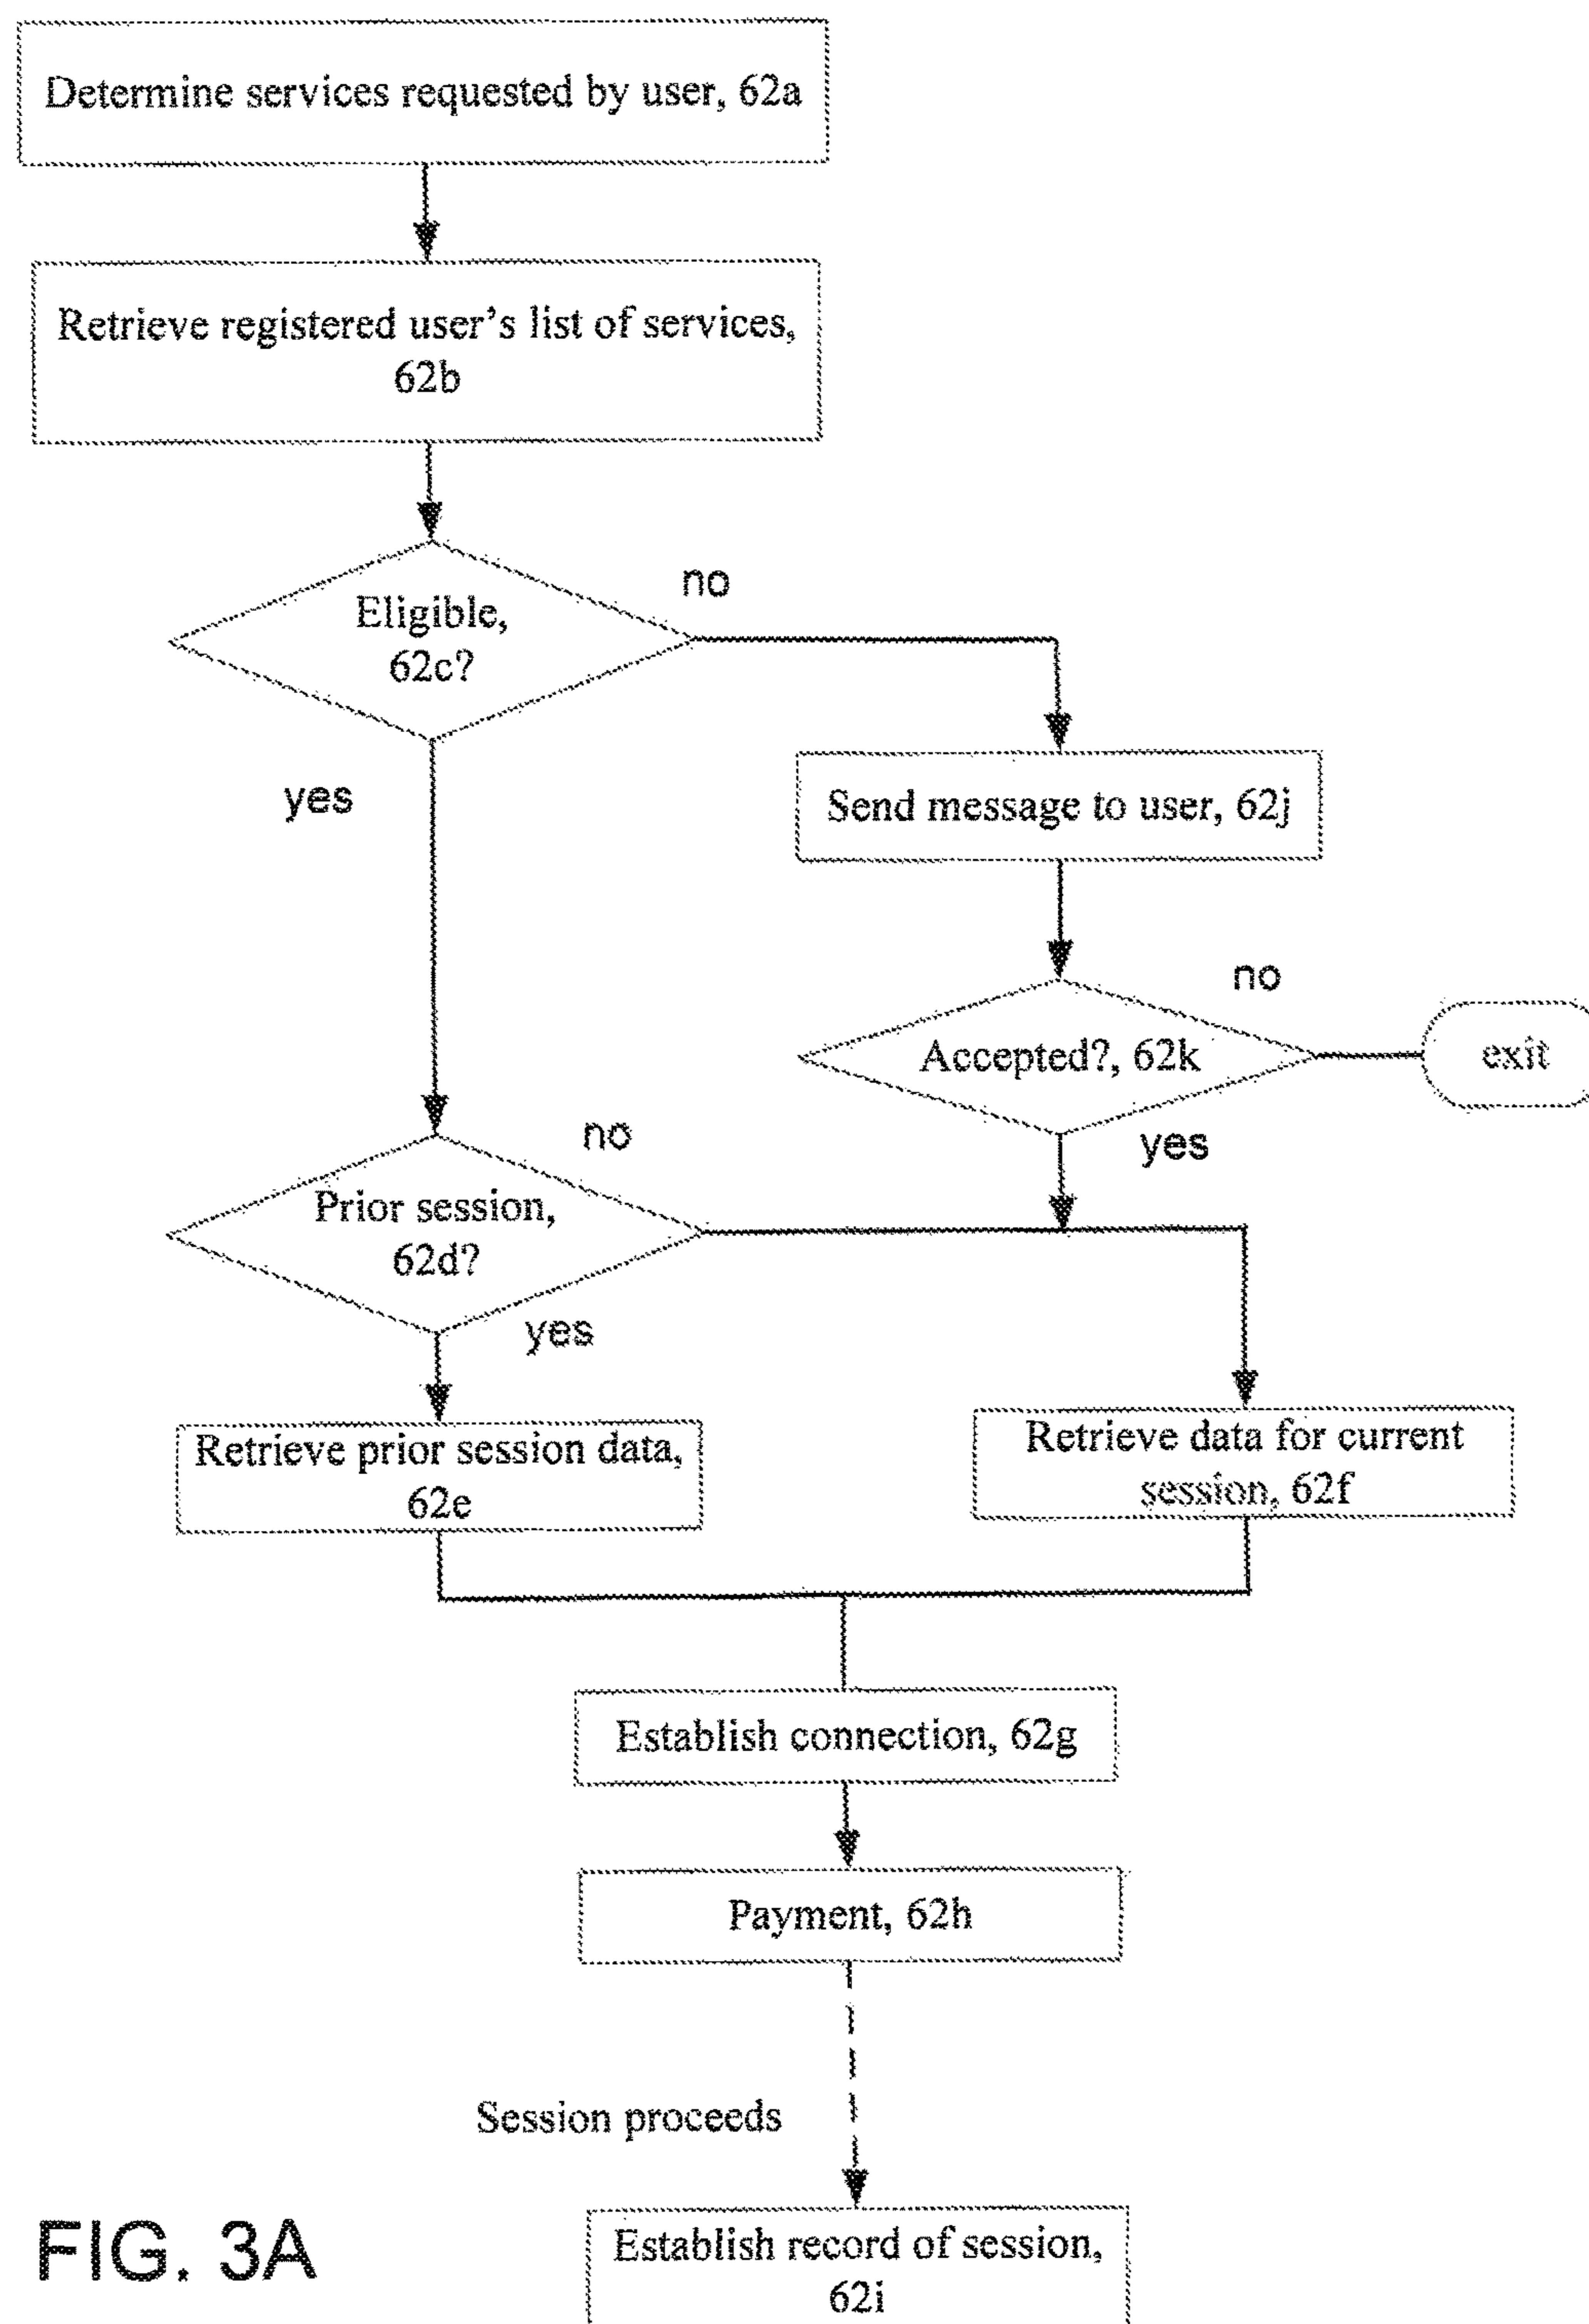 Determine services requested by user, 62a
Retrieve registered user's list of services,
62b
no
Eligible,
62c?
yes
Send message to user, 62j
no
Accepted?, 62k
exit
no
yes
Prior session,
62d?
yes
Retrieve prior session data,
62e
Retrieve data for current
session, 62f
Establish connection, 62g
Payment, 62h
Session proceeds
Establish record of session,
62i
FIG. 3A